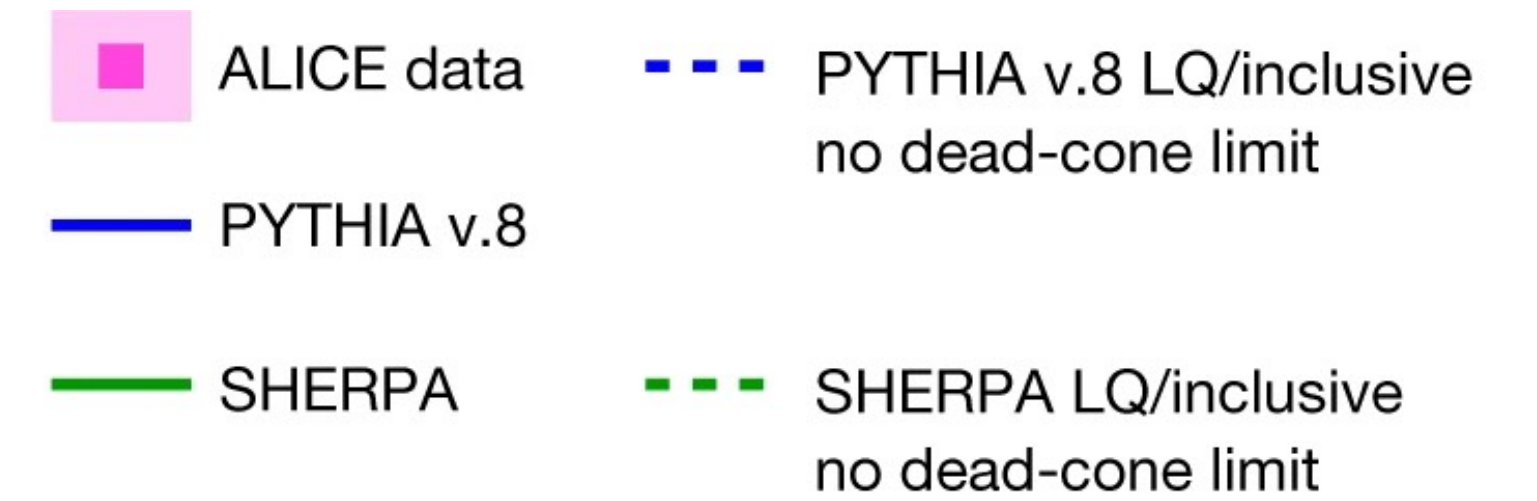 ALICE data
PYTHIA v.8
SHERPA
PYTHIA v.8 LQ/inclusive
no dead-cone limit
SHERPA LQ/inclusive
no dead-cone limit